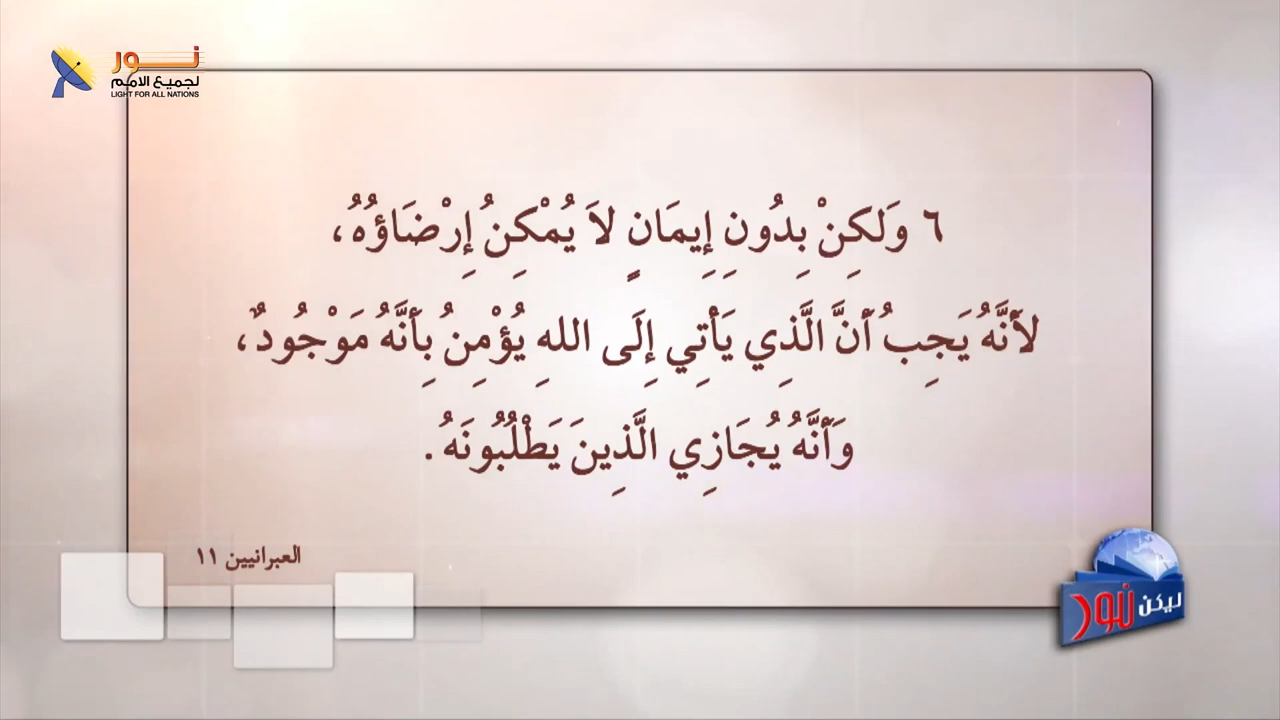 نـور
لجميع الامم
LIGHT FOR ALL NATIONS
٦ وَلكِنْ بِدُونِ إِيمَانٍ لاَ يُمْكِنُ إِرْضَاؤُهُ،
لأَنَّهُ يَجِبُ أَنَّ الَّذِي يَأْتِي إِلَى اللهِ يُؤْمِنُ بِأَنَّهُ مَوْجُودٌ،
وَأَنَّهُ يُجَازِي الَّذِينَ يَطْلُبُونَهُ.
العبرانيين ١١
ليكن نور